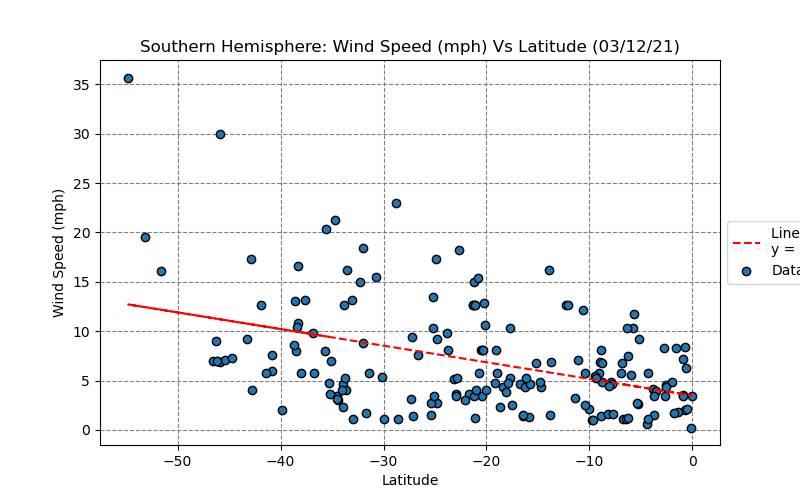 Southern Hemisphere: Wind Speed (mph) Vs Latitude (03/12/21)
35
30
25
20
15
10
5
0
Wind Speed (mph)
−50
−40
−30
−20
−10
0
Latitude
Line
y =
Data